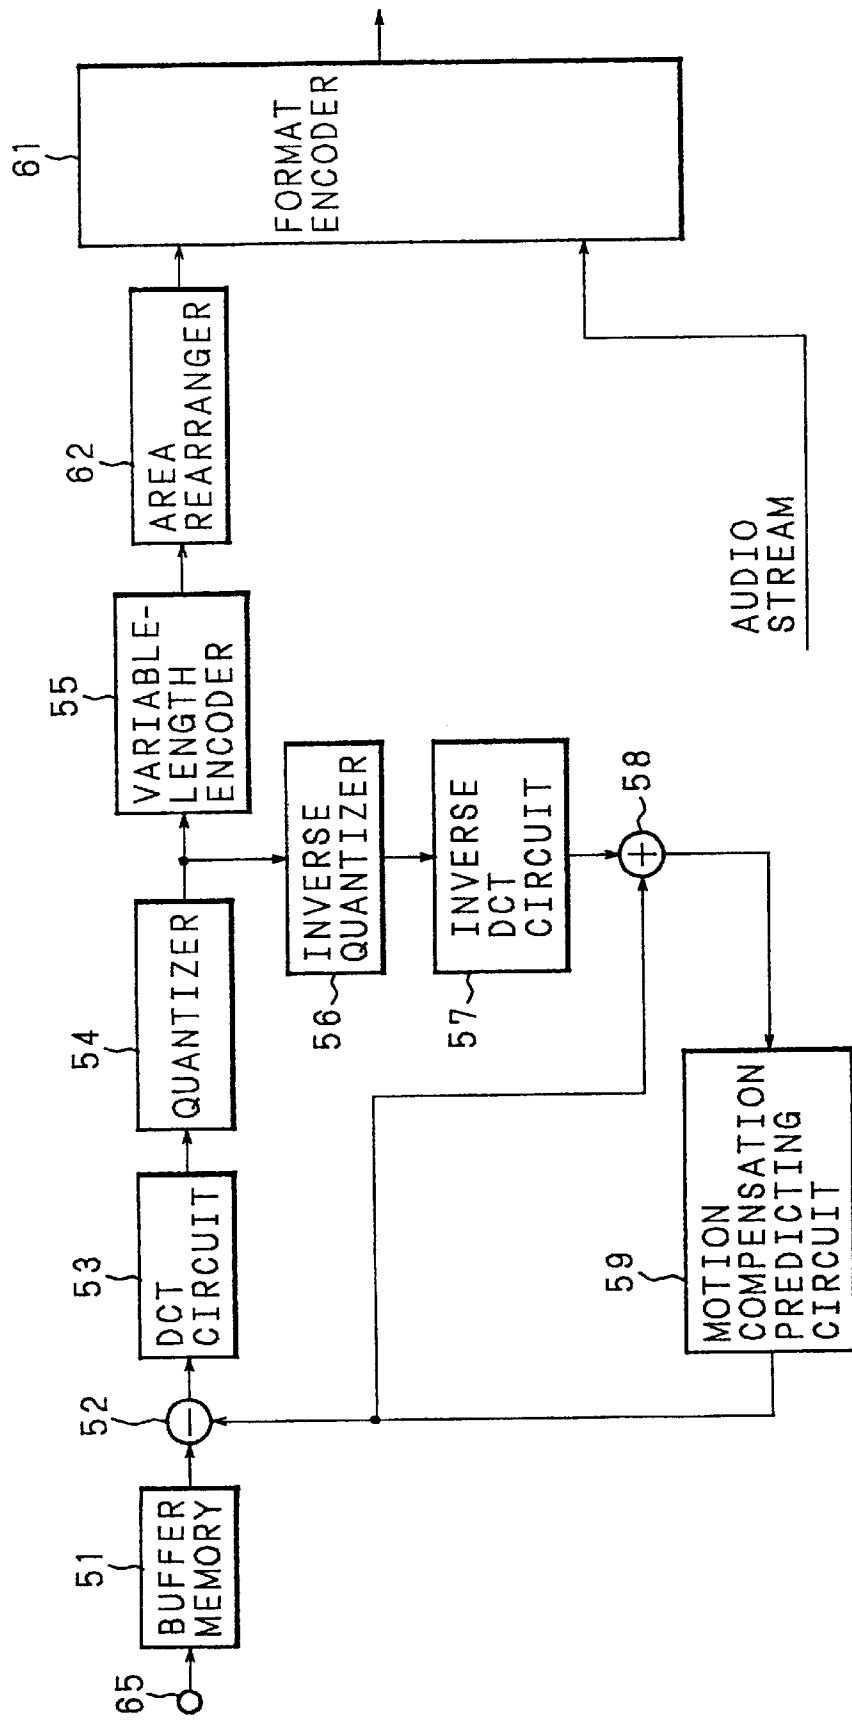 65
51
BUFFER
MEMORY
52
53
DCT
CIRCUIT
54
QUANTIZER
55
VARIABLE-
LENGTH
ENCODER
62
AREA
REARRANGER
61
FORMAT
ENCODER
56
INVERSE
QUANTIZER
57
INVERSE
DCT
CIRCUIT
58
59
MOTION
COMPENSATION
PREDICTING
CIRCUIT
AUDIO
STREAM